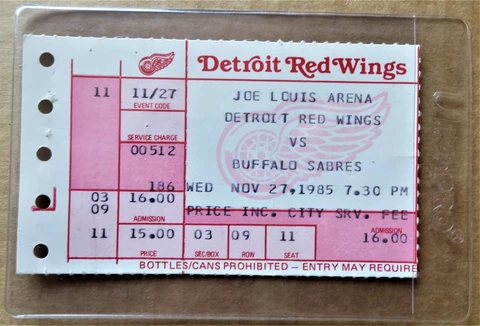 Detroit Red Wings
11 11/27 JOE LOUIS ARENA
EVENT CODE
DETROIT RED WINGS
SERVICE CHARGE VS
00512 BUFFALO SABRES
186 WED NOV 27,1985 7.30 PM
03 16.00 PRICE INC. CITY SRV. FEE
09 ADMISSION ADMISSION
11 15.00 03 09 11 16.00
PRICE SEC/BOX ROW SEAT
BOTTLES/CANS PROHIBITED – ENTRY MAY REQUIRE